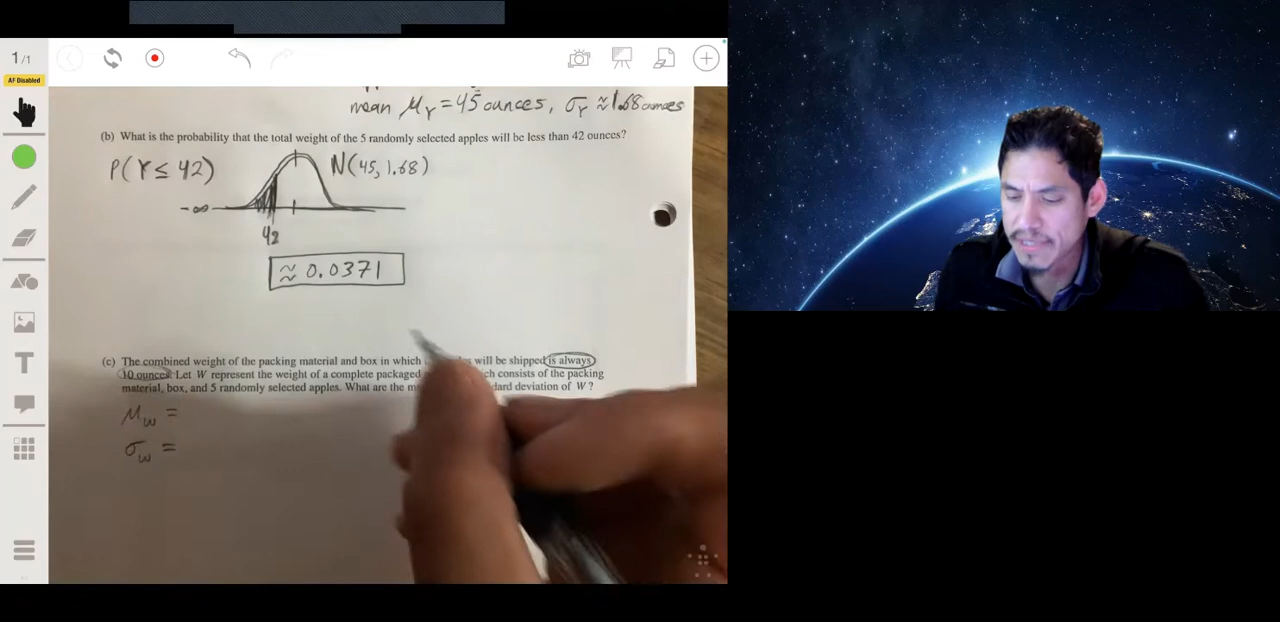 1/1
AF Disabled
mean μY = 45 ounces, σY ≈ 1.68 ounces
(b) What is the probability that the total weight of the 5 randomly selected apples will be less than 42 ounces?
P(Y ≤ 42)
N(45, 1.68)
-∞
42
≈ 0.0371
(c) The combined weight of the packing material and box in which will be shipped is always
10 ounces. Let W represent the weight of a complete packaged consists of the packing
material, box, and 5 randomly selected apples. What are the deviation of W?
μW =
σW =
T